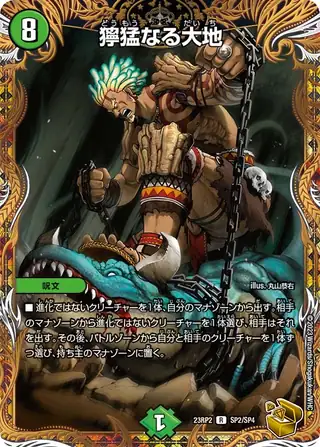 8
どうもう だいち
獰猛なる大地
illus. 丸山恭右
呪文
■進化ではないクリーチャーを1体、自分のマナゾーンから出す。相手
のマナゾーンから進化ではないクリーチャーを1体選び、相手はそれ
を出す。その後、バトルゾーンから自分と相手のクリーチャーを1体ず
つ選び、持ち主のマナゾーンに置く。
1
23RP2 R SP2/SP4
©2023 Wizards/Shogakukan/WHC